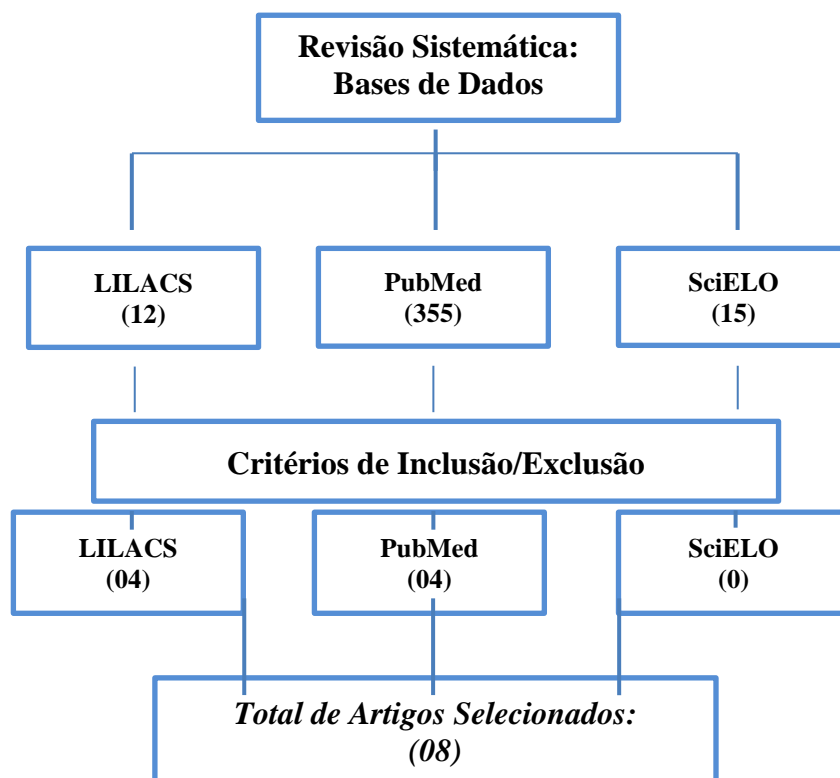 Revisão Sistemática:
Bases de Dados
LILACS
(12)
PubMed
(355)
SciELO
(15)
Critérios de Inclusão/Exclusão
LILACS
(04)
PubMed
(04)
SciELO
(0)
Total de Artigos Selecionados:
(08)